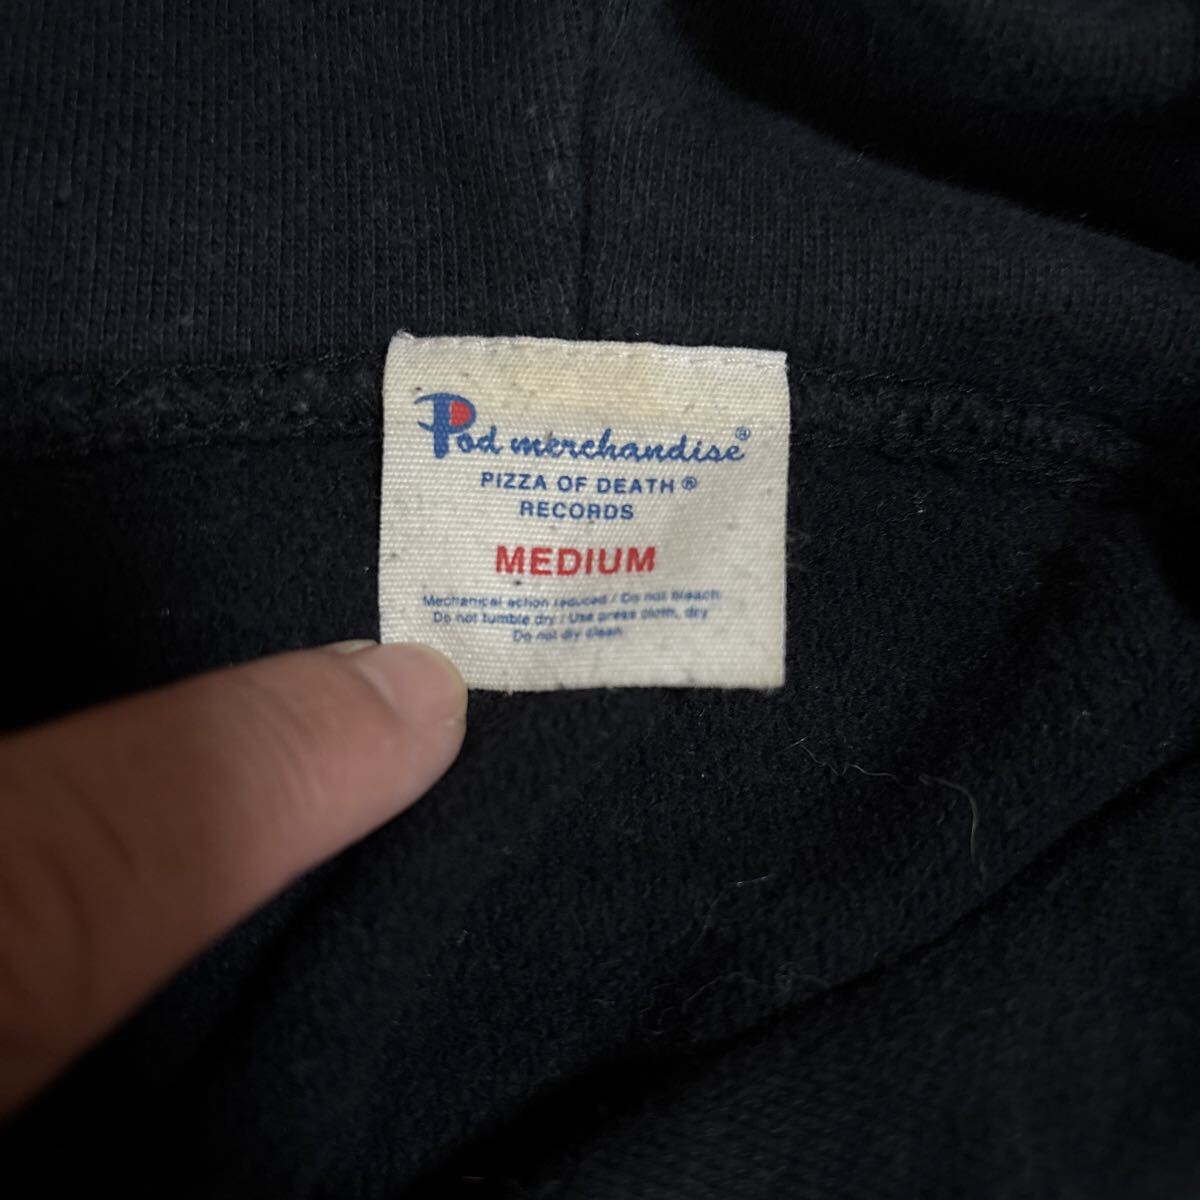 Pod merchandise®
PIZZA OF DEATH®
RECORDS
MEDIUM
Mechanical action reduced / Do not bleach
Do not tumble dry / Use press cloth, dry
Do not dry clean